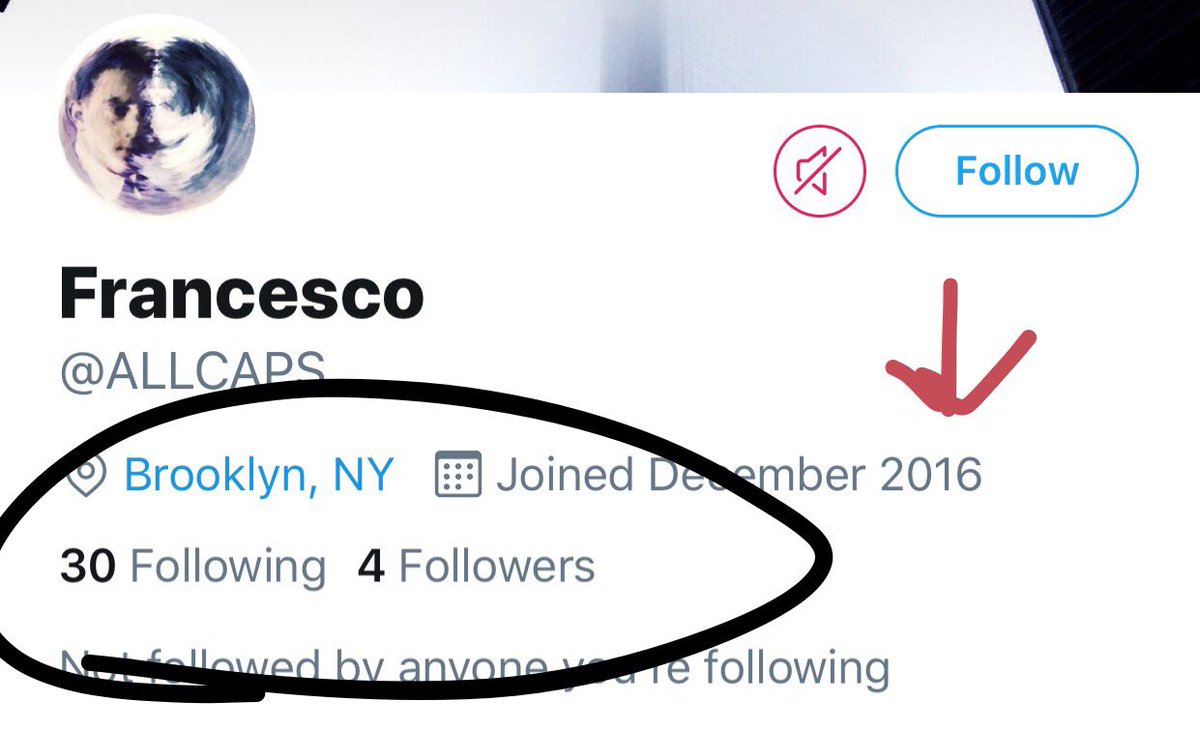 Follow
Francesco
@ALLCAPS
Brooklyn, NY Joined December 2016
30 Following 4 Followers
Not followed by anyone you're following